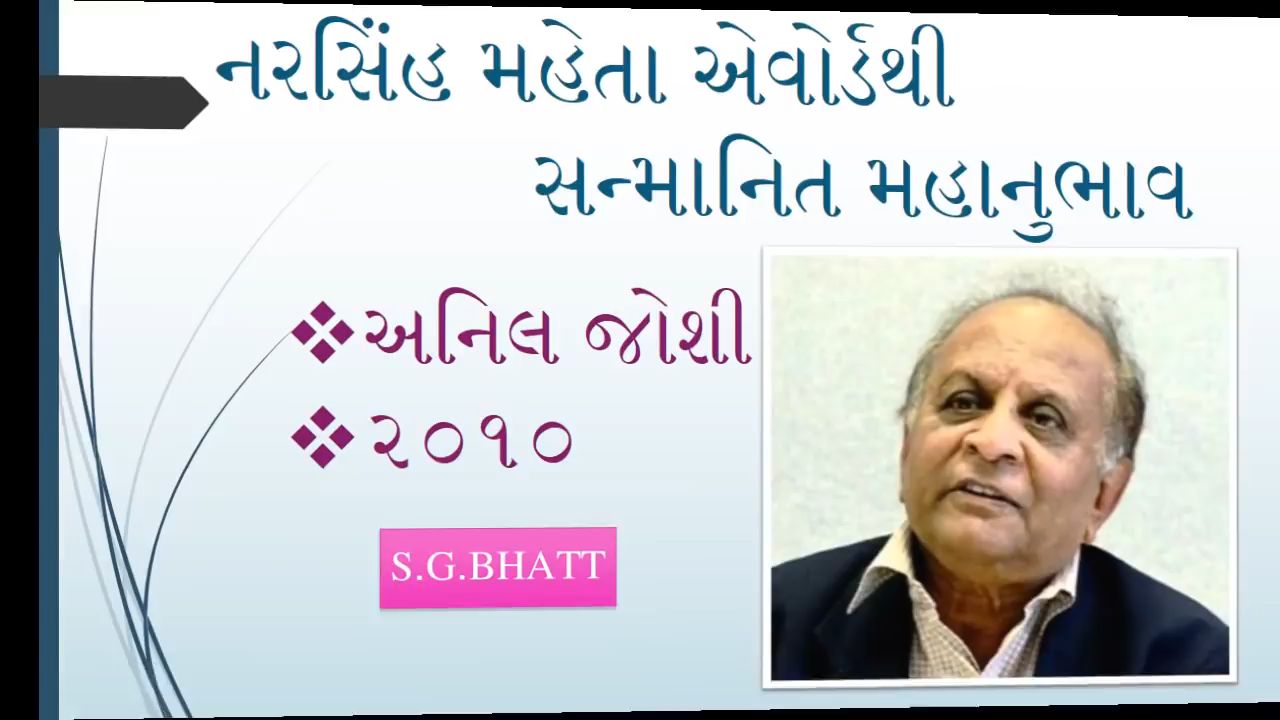 નરસિંહ મહેતા એવોર્ડથી
સન્માનિત મહાનુભાવ
❖અનિલ જોશી
❖૨૦૧૦
S.G.BHATT